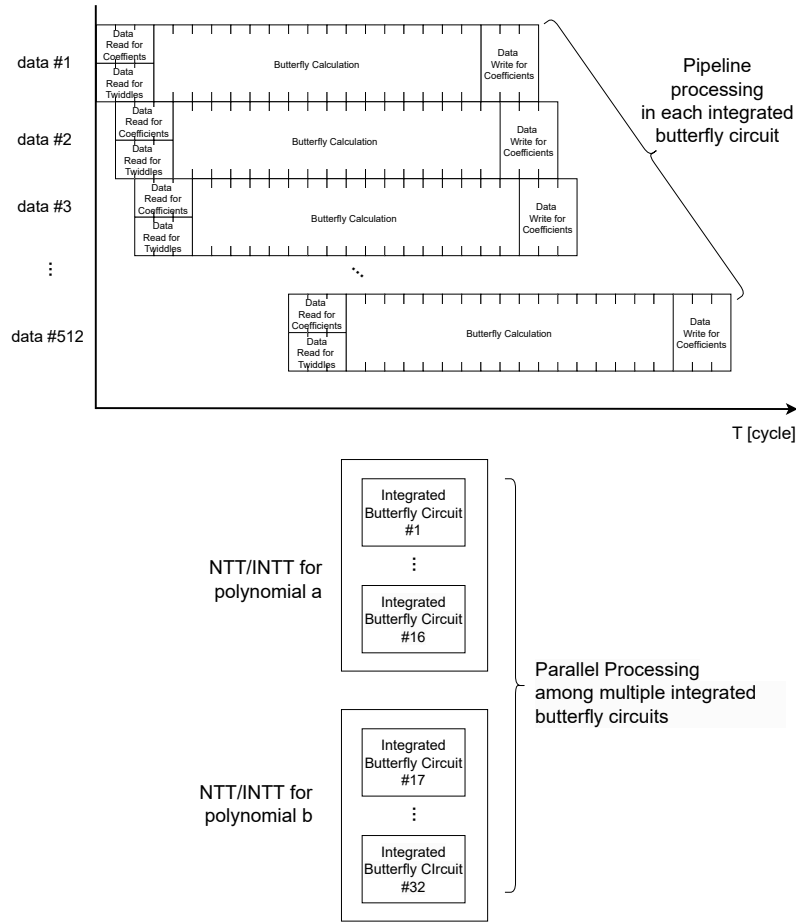 data #1
Data
Read for
Coeffients
Data
Read for
Twiddles
Butterfly Calculation
Data
Write for
Coefficients
Pipeline
processing
in each integrated
butterfly circuit
data #2
Data
Read for
Coefficients
Data
Read for
Twiddles
Butterfly Calculation
Data
Write for
Coefficients
data #3
Data
Read for
Coefficients
Data
Read for
Twiddles
Butterfly Calculation
Data
Write for
Coefficients
...
...
data #512
Data
Read for
Coefficients
Data
Read for
Twiddles
Butterfly Calculation
Data
Write for
Coefficients
T [cycle]
NTT/INTT for
polynomial a
Integrated
Butterfly Circuit
#1
...
Integrated
Butterfly Circuit
#16
Parallel Processing
among multiple integrated
butterfly circuits
NTT/INTT for
polynomial b
Integrated
Butterfly Circuit
#17
...
Integrated
Butterfly CIrcuit
#32